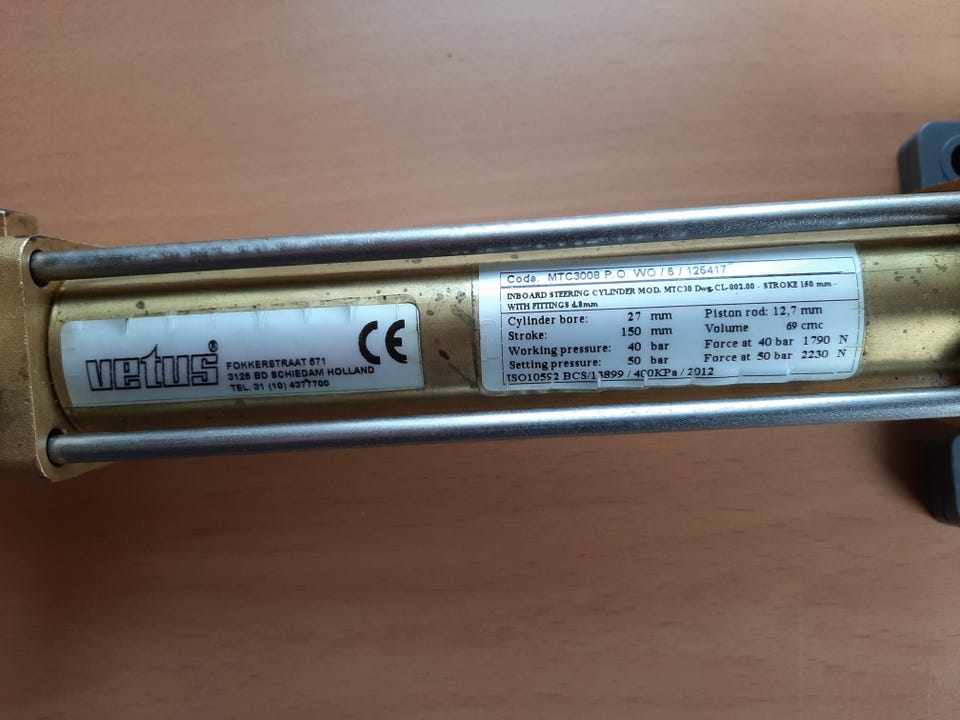 vetus®
FOKKERSTRAAT 571
3125 BD SCHIEDAM HOLLAND
TEL. 31 (10) 4377700
CE
Code. MTC3008 P.O. WO / 5 / 125417
INBOARD STEERING CYLINDER MOD. MTC30 Dwg. CL-002.00 - STROKE 150 mm -
WITH FITTINGS d.8mm
Cylinder bore: 27 mm Piston rod: 12,7 mm
Stroke: 150 mm Volume 69 cmc
Working pressure: 40 bar Force at 40 bar 1790 N
Setting pressure: 50 bar Force at 50 bar 2230 N
ISO10592 BCS/13899 / 400KPa / 2012